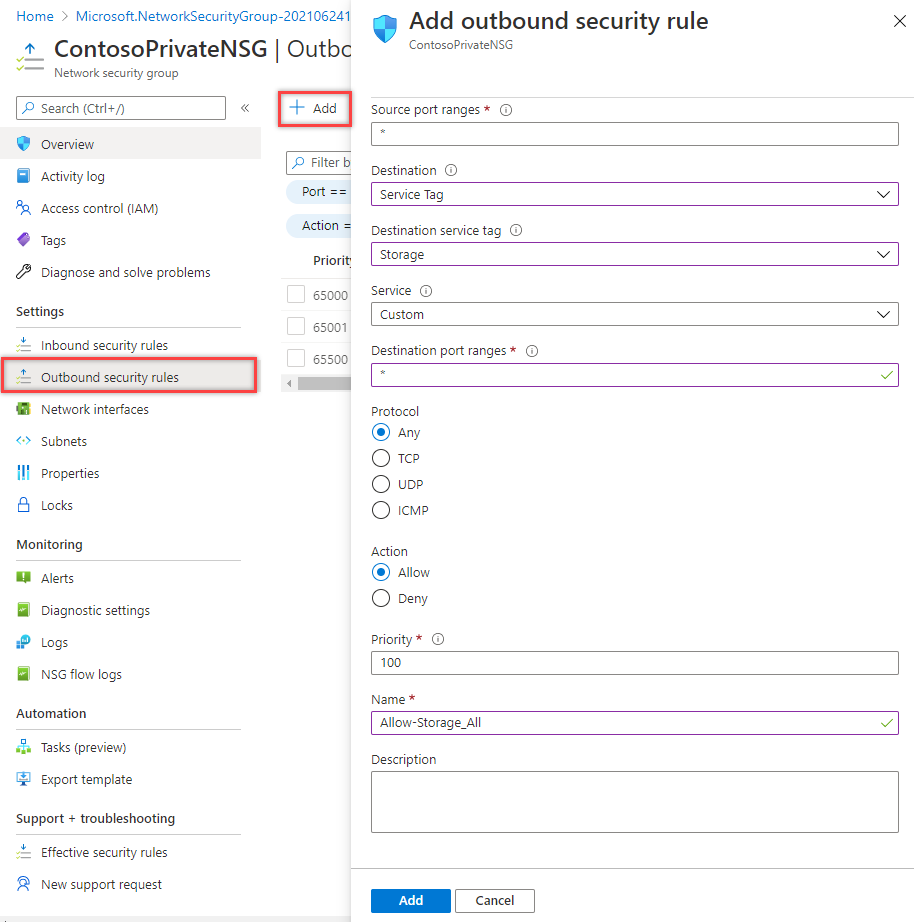 Home > Microsoft.NetworkSecurityGroup-202106241
ContosoPrivateNSG | Outbo
Network security group
Search (Ctrl+/)
«
Overview
Activity log
Access control (IAM)
Tags
Diagnose and solve problems
Settings
Inbound security rules
Outbound security rules
Network interfaces
Subnets
Properties
Locks
Monitoring
Alerts
Diagnostic settings
Logs
NSG flow logs
Automation
Tasks (preview)
Export template
Support + troubleshooting
Effective security rules
New support request
+ Add
Filter b
Port ==
Action =
Priority
65000
65001
65500
Add outbound security rule
ContosoPrivateNSG
Source port ranges *
*
Destination
Service Tag
Destination service tag
Storage
Service
Custom
Destination port ranges *
*
Protocol
Any
TCP
UDP
ICMP
Action
Allow
Deny
Priority *
100
Name *
Allow-Storage_All
Description
Add
Cancel